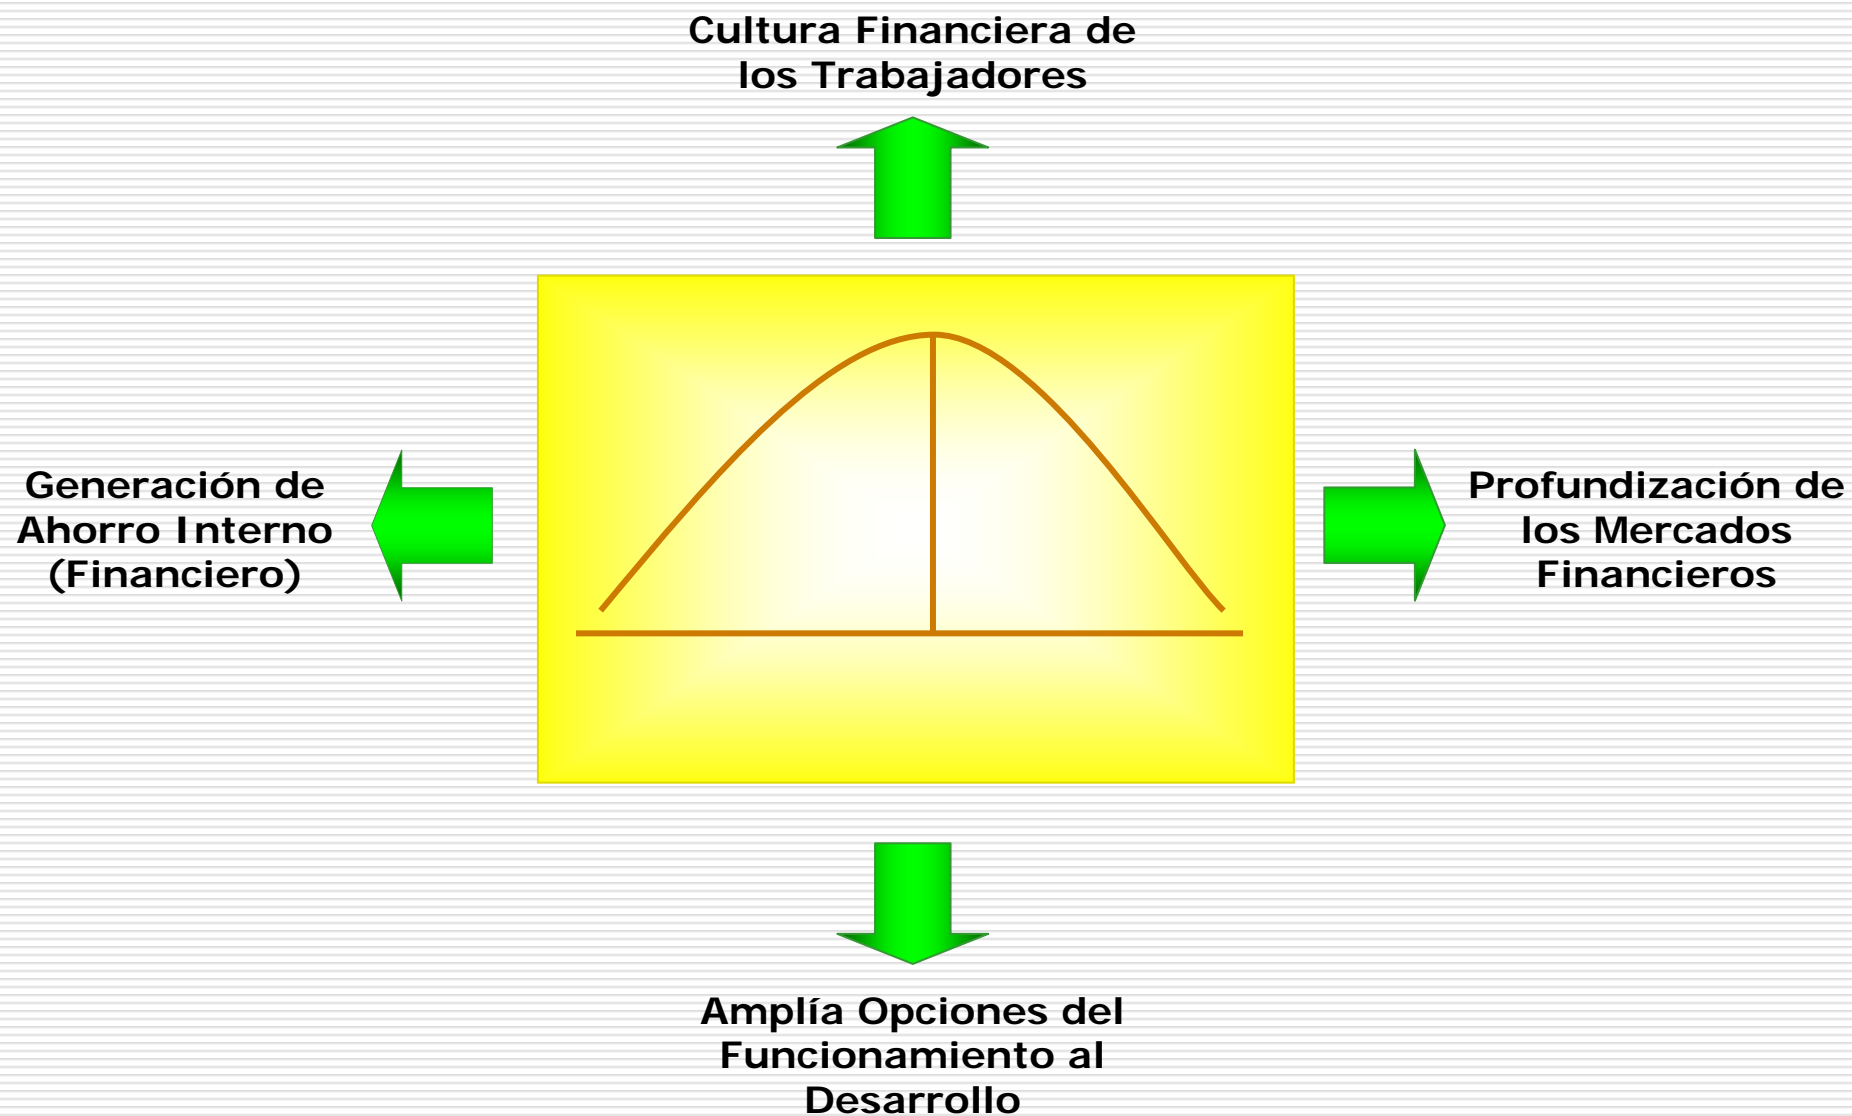 Cultura Financiera de
los Trabajadores
Generación de
Ahorro Interno
(Financiero)
Profundización de
los Mercados
Financieros
Amplía Opciones del
Funcionamiento al
Desarrollo